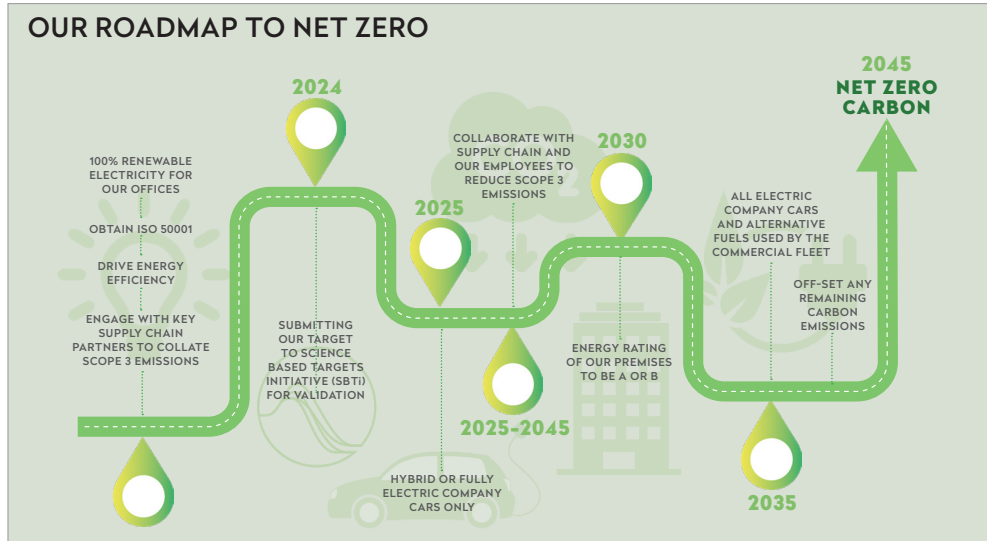 OUR ROADMAP TO NET ZERO
100% RENEWABLE
ELECTRICITY FOR
OUR OFFICES
OBTAIN ISO 50001
DRIVE ENERGY
EFFICIENCY
ENGAGE WITH KEY
SUPPLY CHAIN
PARTNERS TO COLLATE
SCOPE 3 EMISSIONS
2024
SUBMITTING
OUR TARGET
TO SCIENCE
BASED TARGETS
INITIATIVE (SBTi)
FOR VALIDATION
2025
HYBRID OR FULLY
ELECTRIC COMPANY
CARS ONLY
COLLABORATE WITH
SUPPLY CHAIN AND
OUR EMPLOYEES TO
REDUCE SCOPE 3
EMISSIONS
2025-2045
2030
ENERGY RATING
OF OUR PREMISES
TO BE A OR B
ALL ELECTRIC
COMPANY CARS
AND ALTERNATIVE
FUELS USED BY THE
COMMERCIAL FLEET
2035
OFF-SET ANY
REMAINING
CARBON
EMISSIONS
2045
NET ZERO
CARBON